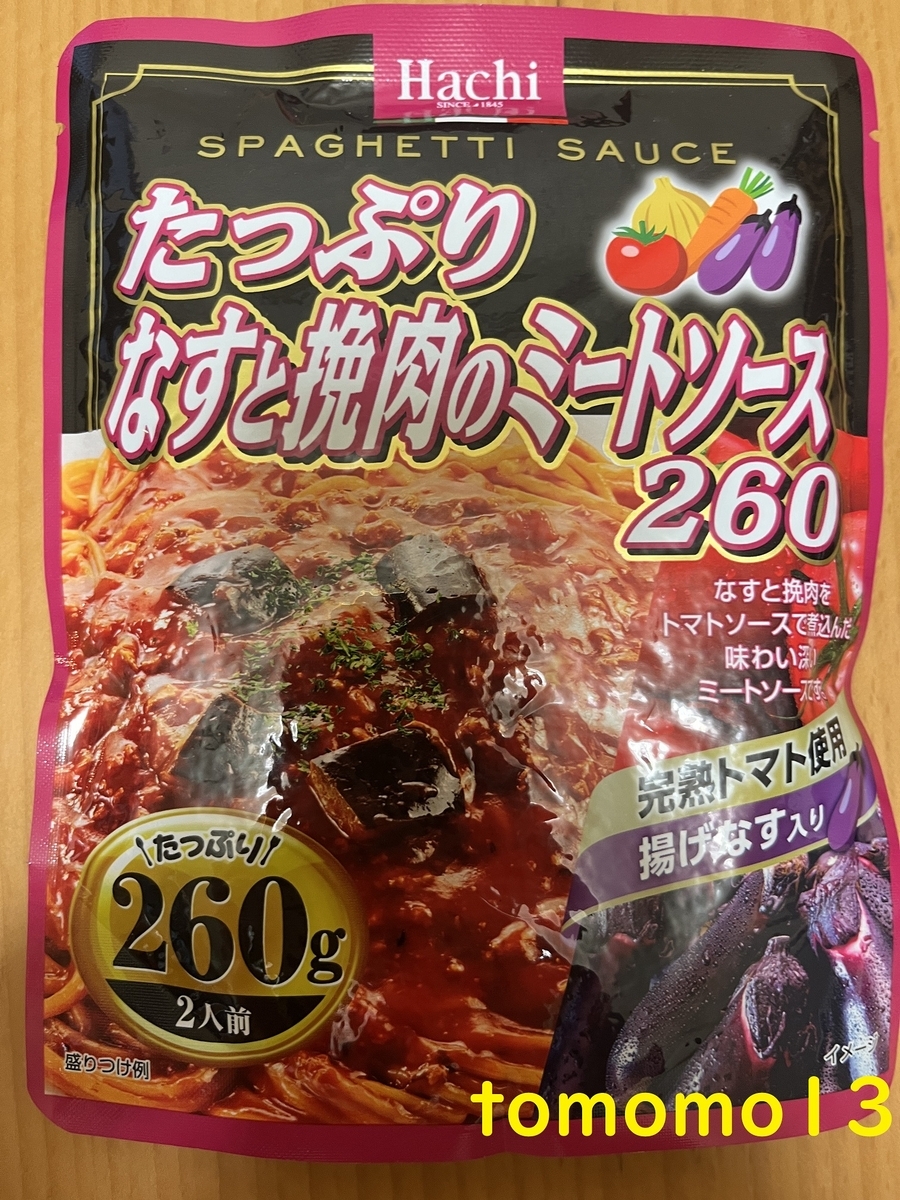 Hachi
SINCE 1845
SPAGHETTI SAUCE
たっぷり
なすと挽肉のミートソース
260
なすと挽肉を
トマトソースで煮込んだ
味わい深い
ミートソースです。
完熟トマト使用
揚げなす入り
たっぷり
260g
2人前
盛りつけ例
イメージ
tomomo13